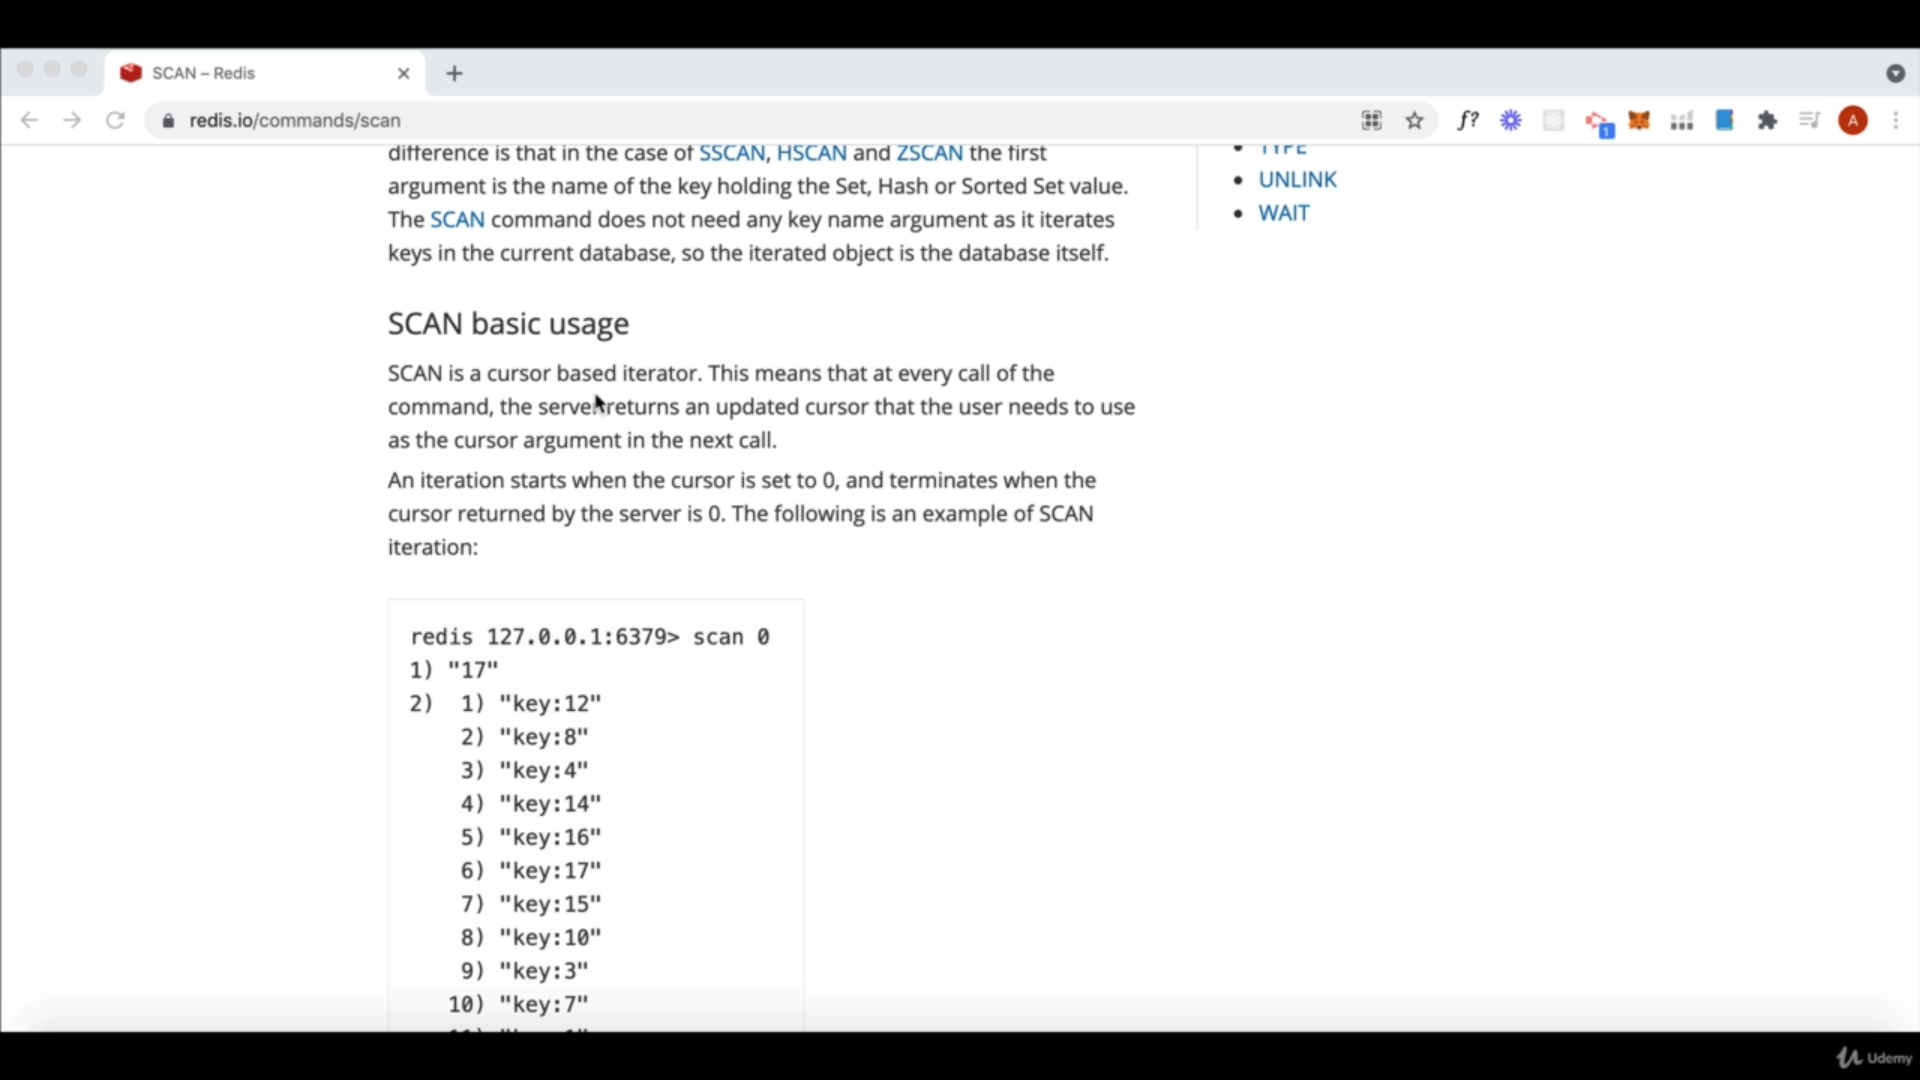 SCAN – Redis
redis.io/commands/scan
f?
1
A
difference is that in the case of SSCAN, HSCAN and ZSCAN the first
argument is the name of the key holding the Set, Hash or Sorted Set value.
The SCAN command does not need any key name argument as it iterates
keys in the current database, so the iterated object is the database itself.
TYPE
UNLINK
WAIT
SCAN basic usage
SCAN is a cursor based iterator. This means that at every call of the
command, the server returns an updated cursor that the user needs to use
as the cursor argument in the next call.
An iteration starts when the cursor is set to 0, and terminates when the
cursor returned by the server is 0. The following is an example of SCAN
iteration:
redis 127.0.0.1:6379> scan 0
1) "17"
2) 1) "key:12"
2) "key:8"
3) "key:4"
4) "key:14"
5) "key:16"
6) "key:17"
7) "key:15"
8) "key:10"
9) "key:3"
10) "key:7"
Udemy